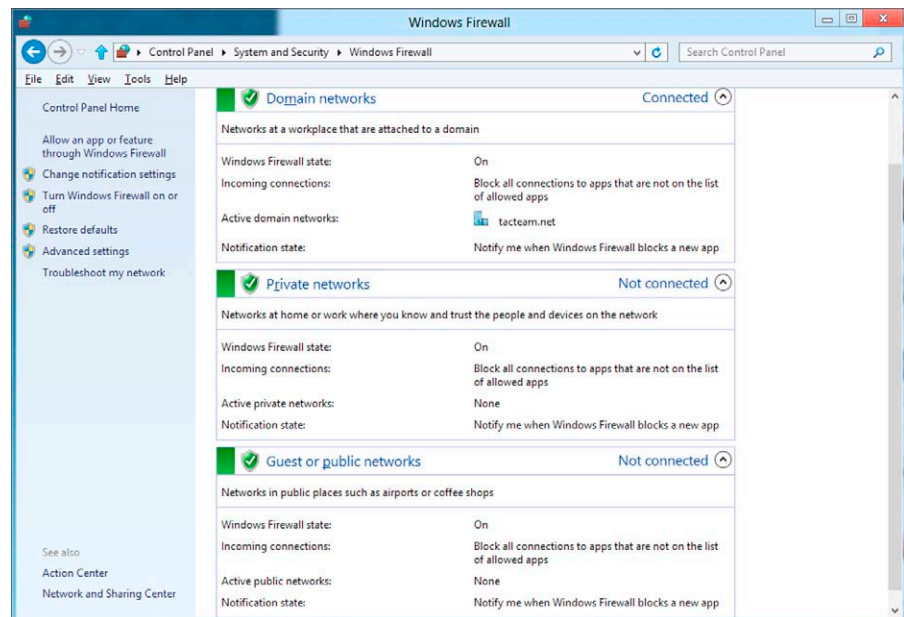 Windows Firewall
Control Panel ▸ System and Security ▸ Windows Firewall
Search Control Panel
File Edit View Tools Help
Control Panel Home
Allow an app or feature
through Windows Firewall
Change notification settings
Turn Windows Firewall on or
off
Restore defaults
Advanced settings
Troubleshoot my network
See also
Action Center
Network and Sharing Center
Domain networks Connected
Networks at a workplace that are attached to a domain
Windows Firewall state: On
Incoming connections: Block all connections to apps that are not on the list
of allowed apps
Active domain networks: tacteam.net
Notification state: Notify me when Windows Firewall blocks a new app
Private networks Not connected
Networks at home or work where you know and trust the people and devices on the network
Windows Firewall state: On
Incoming connections: Block all connections to apps that are not on the list
of allowed apps
Active private networks: None
Notification state: Notify me when Windows Firewall blocks a new app
Guest or public networks Not connected
Networks in public places such as airports or coffee shops
Windows Firewall state: On
Incoming connections: Block all connections to apps that are not on the list
of allowed apps
Active public networks: None
Notification state: Notify me when Windows Firewall blocks a new app